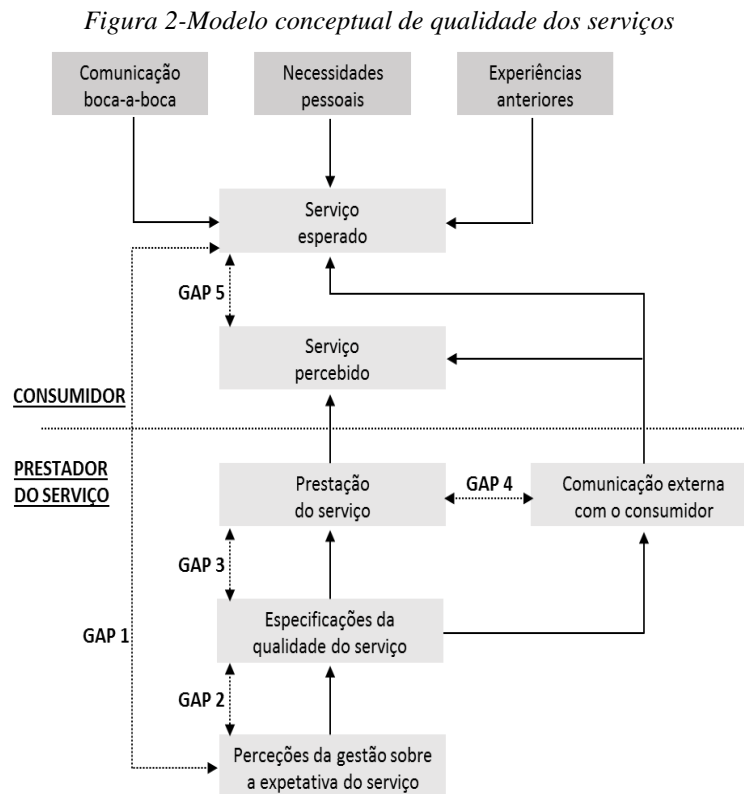 Figura 2-Modelo conceptual de qualidade dos serviços
Comunicação
boca-a-boca
Necessidades
pessoais
Experiências
anteriores
Serviço
esperado
GAP 5
Serviço
percebido
CONSUMIDOR
PRESTADOR
DO SERVIÇO
Prestação
do serviço
GAP 4
Comunicação externa
com o consumidor
GAP 3
GAP 1
Especificações da
qualidade do serviço
GAP 2
Perceções da gestão sobre
a expetativa do serviço